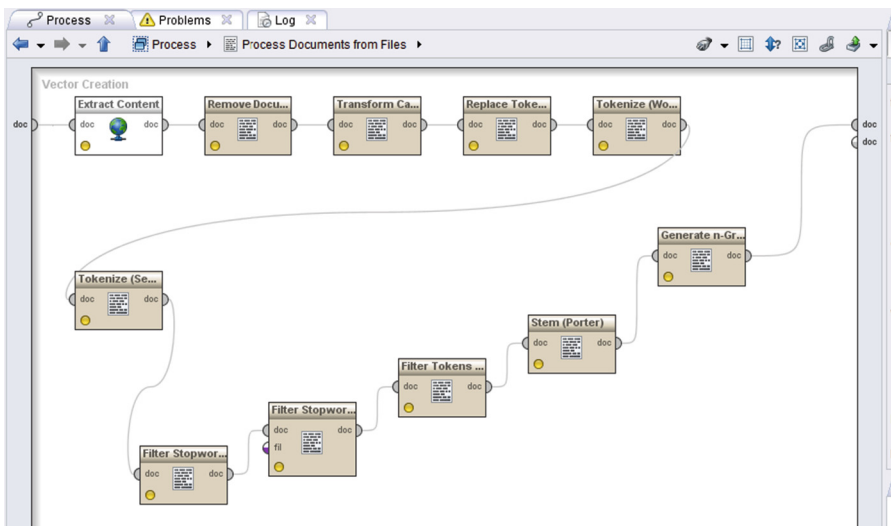 Process
Problems
Log
Process
Process Documents from Files
Vector Creation
Extract Content
Remove Docu...
Transform Ca...
Replace Toke...
Tokenize (Wo...
doc
doc
doc
doc
doc
doc
doc
doc
doc
doc
doc
doc
doc
Generate n-Gr...
doc
doc
Tokenize (Se...
doc
doc
Stem (Porter)
doc
doc
Filter Tokens ...
doc
doc
Filter Stopwor...
doc
doc
fil
Filter Stopwor...
doc
doc